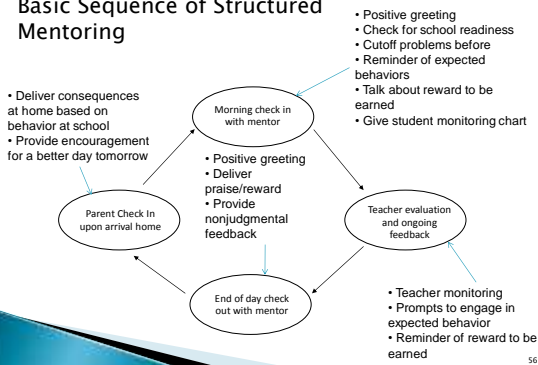 Basic Sequence of Structured
Mentoring
• Positive greeting
• Check for school readiness
• Cutoff problems before
• Reminder of expected
behaviors
• Talk about reward to be
earned
• Give student monitoring chart
• Deliver consequences
at home based on
behavior at school
• Provide encouragement
for a better day tomorrow
Morning check in
with mentor
• Positive greeting
• Deliver
praise/reward
• Provide
nonjudgmental
feedback
Parent Check In
upon arrival home
Teacher evaluation
and ongoing
feedback
End of day check
out with mentor
• Teacher monitoring
• Prompts to engage in
expected behavior
• Reminder of reward to be
earned
56